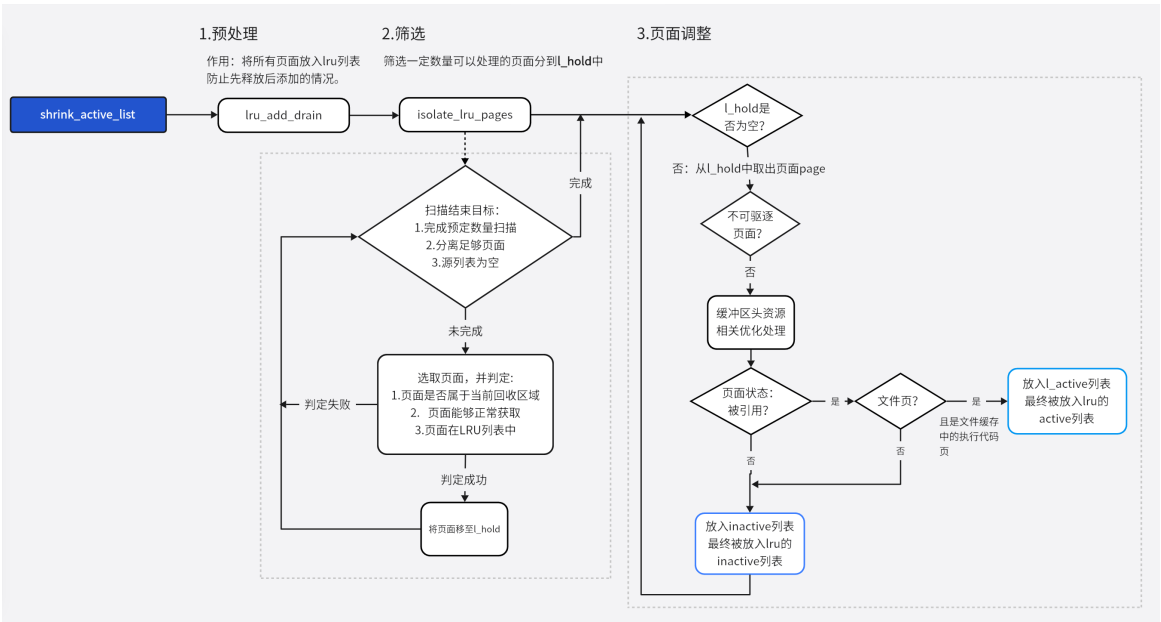 1.预处理
作用：将所有页面放入lru列表
防止先释放后添加的情况。
2.筛选
筛选一定数量可以处理的页面分到l_hold中
3.页面调整
shrink_active_list
lru_add_drain
isolate_lru_pages
扫描结束目标：
1.完成预定数量扫描
2.分离足够页面
3.源列表为空
完成
未完成
选取页面，并判定:
1.页面是否属于当前回收区域
2. 页面能够正常获取
3.页面在LRU列表中
判定失败
判定成功
将页面移至l_hold
l_hold是
否为空?
否：从l_hold中取出页面page
不可驱逐
页面?
否
缓冲区头资源
相关优化处理
页面状态：
被引用?
是
文件页?
是
且是文件缓存
中的执行代码
页
放入l_active列表
最终被放入lru的
active列表
否
否
放入inactive列表
最终被放入lru的
inactive列表